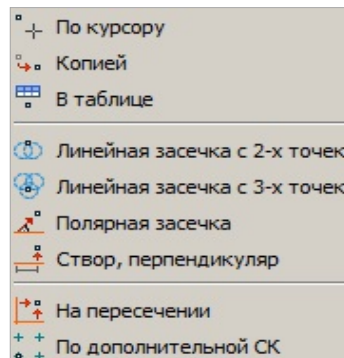 По курсору
Копией
В таблице
Линейная засечка с 2-х точек
Линейная засечка с 3-х точек
Полярная засечка
Створ, перпендикуляр
На пересечении
По дополнительной СК